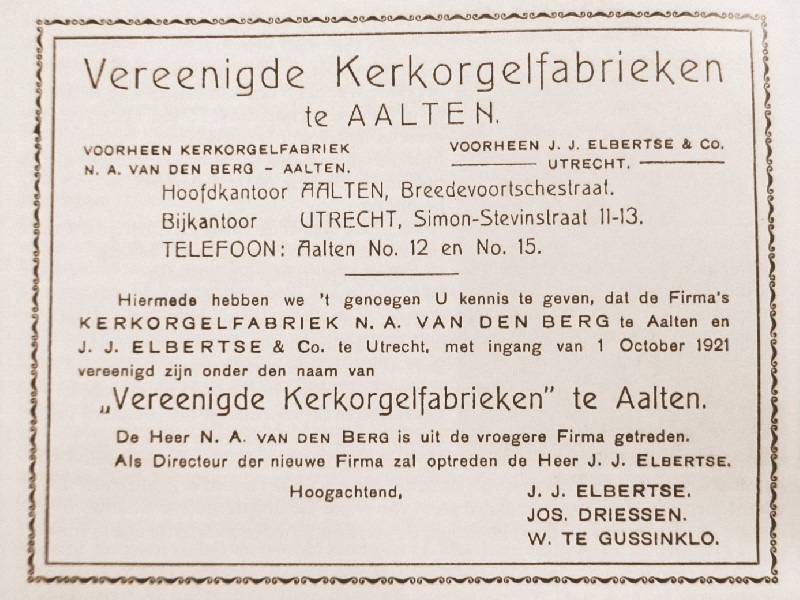 Vereenigde Kerkorgelfabrieken
te AALTEN.
VOORHEEN KERKORGELFABRIEK
N. A. VAN DEN BERG – AALTEN.
VOORHEEN J. J. ELBERTSE & Co.
UTRECHT.
Hoofdkantoor AALTEN, Breedevoortschestraat.
Bijkantoor UTRECHT, Simon-Stevinstraat 11-13.
TELEFOON: Aalten No. 12 en No. 15.
Hiermede hebben we 't genoegen U kennis te geven, dat de Firma's
KERKORGELFABRIEK N. A. VAN DEN BERG te Aalten en
J. J. ELBERTSE & Co. te Utrecht, met ingang van 1 October 1921
vereenigd zijn onder den naam van
„Vereenigde Kerkorgelfabrieken” te Aalten.
De Heer N. A. VAN DEN BERG is uit de vroegere Firma getreden.
Als Directeur der nieuwe Firma zal optreden de Heer J. J. ELBERTSE.
Hoogachtend,
J. J. ELBERTSE.
JOS. DRIESSEN.
W. TE GUSSINKLO.